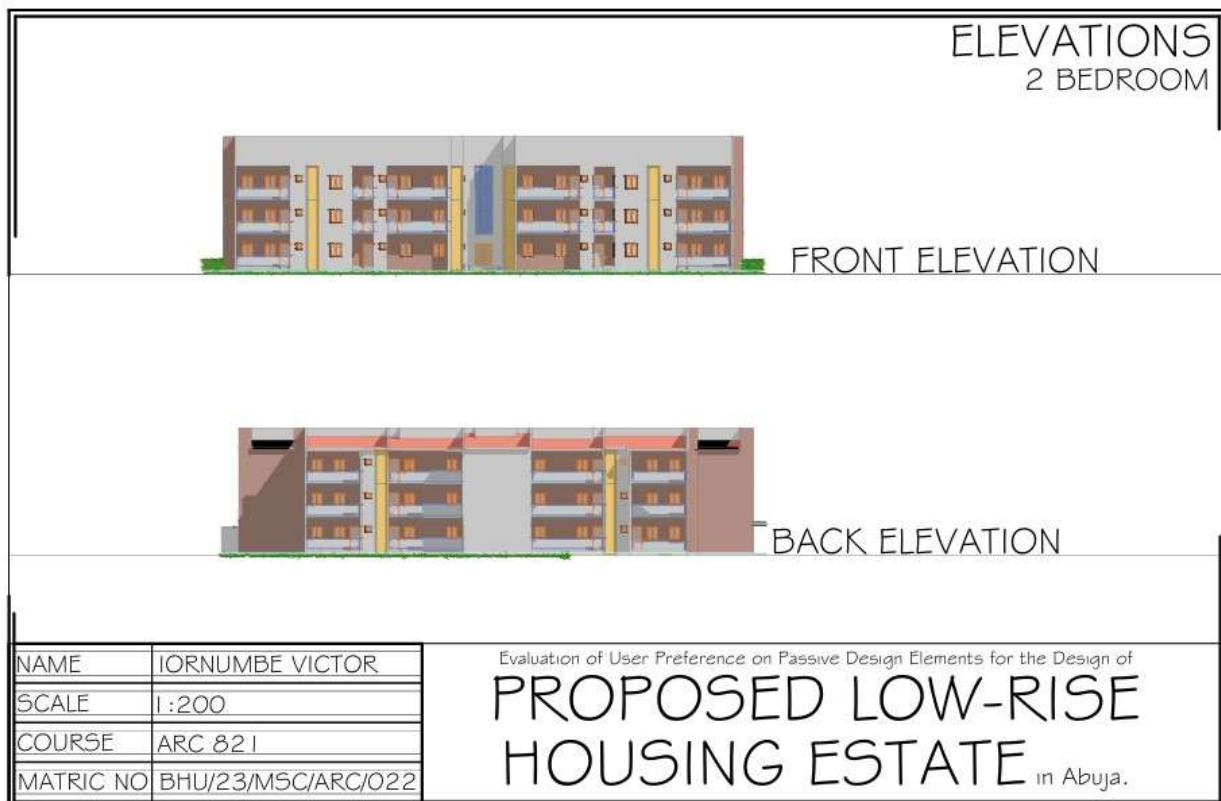 ELEVATIONS
2 BEDROOM
FRONT ELEVATION
BACK ELEVATION
NAME IORNUMBE VICTOR
SCALE 1:200
COURSE ARC 821
MATRIC NO BHU/23/MSC/ARC/022
Evaluation of User Preference on Passive Design Elements for the Design of
PROPOSED LOW-RISE
HOUSING ESTATE in Abuja.